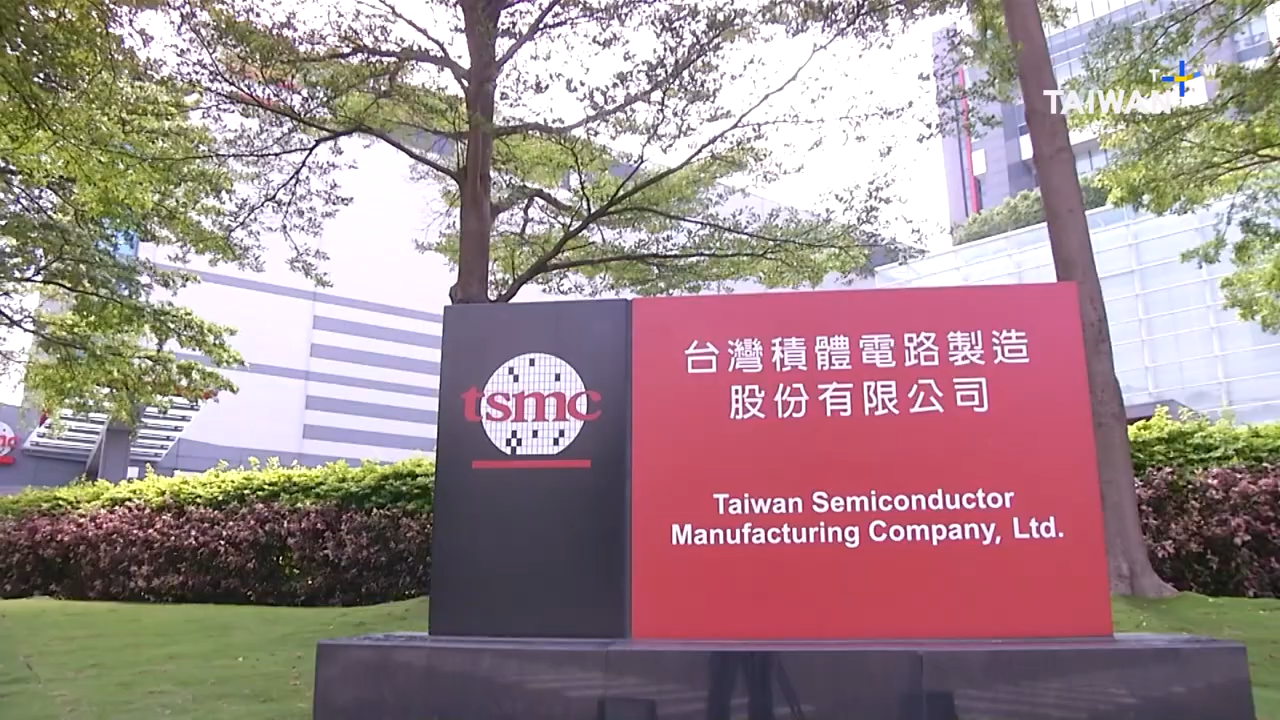 TAIWAN
tsmc
台灣積體電路製造
股份有限公司
Taiwan Semiconductor
Manufacturing Company, Ltd.